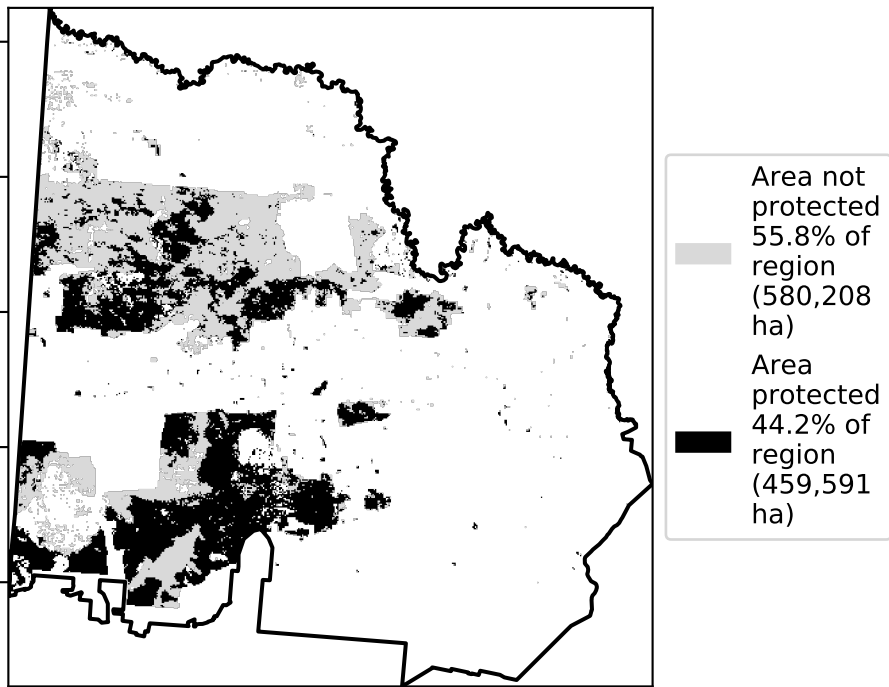 Area not
protected
55.8% of
region
(580,208
ha)
Area
protected
44.2% of
region
(459,591
ha)